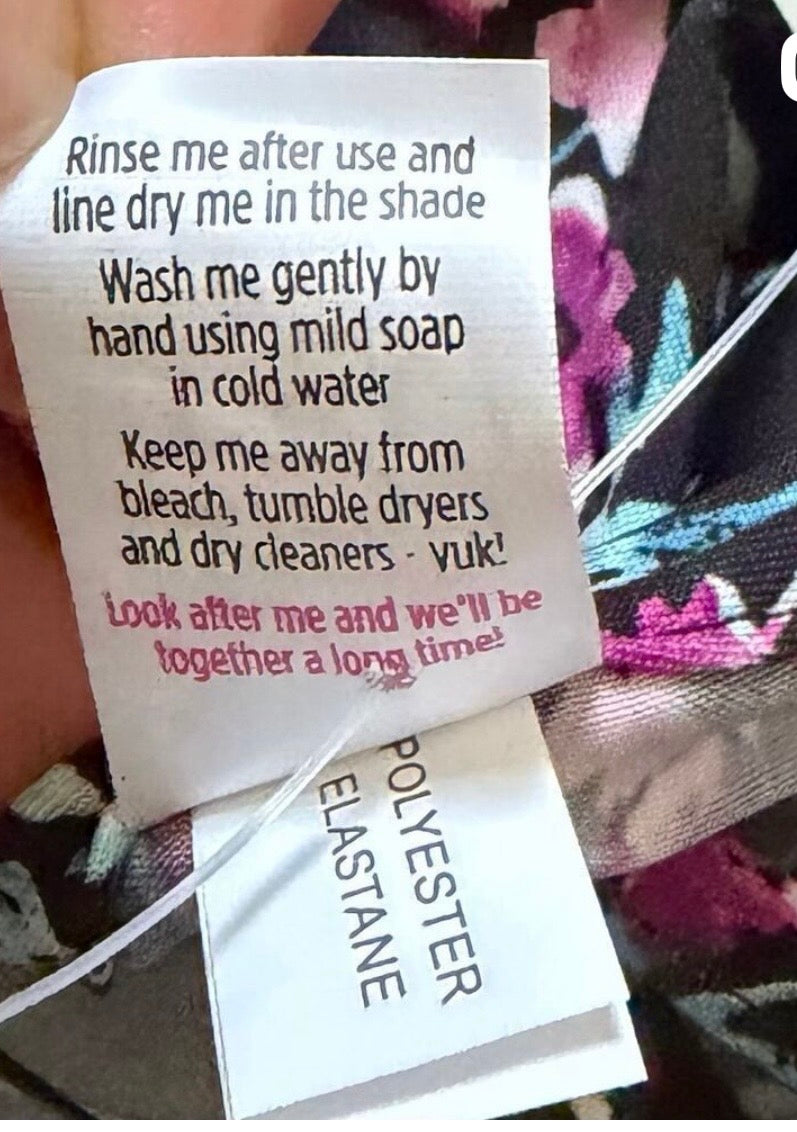 Rinse me after use and
line dry me in the shade
Wash me gently by
hand using mild soap
in cold water
Keep me away from
bleach, tumble dryers
and dry cleaners - yuk!
Look after me and we'll be
together a long time!
POLYESTER
ELASTANE